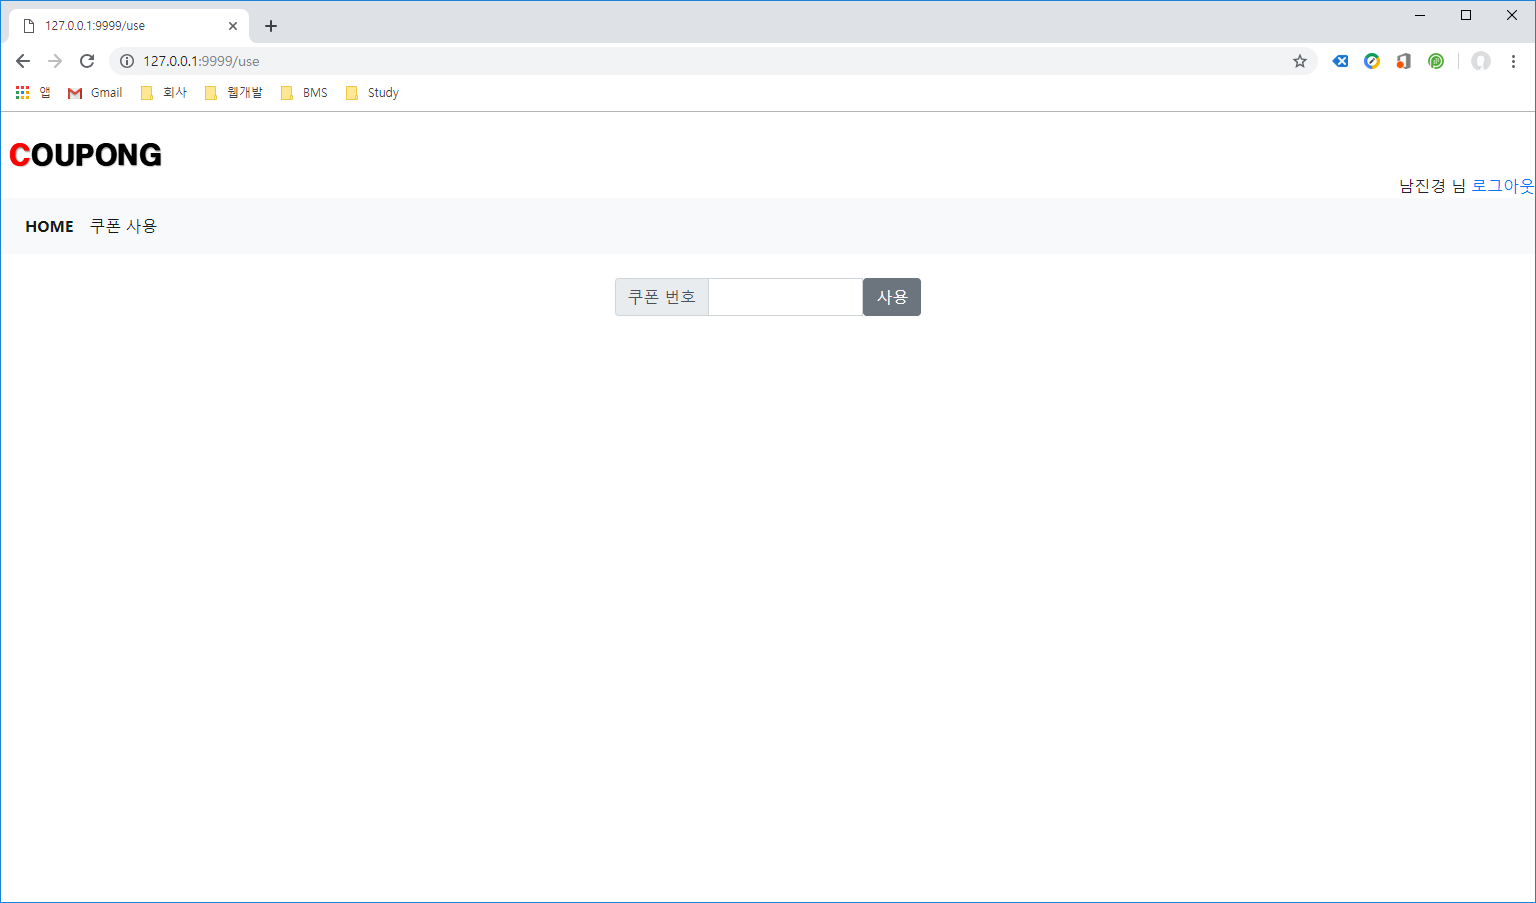 127.0.0.1:9999/use
127.0.0.1:9999/use
앱 Gmail 회사 웹개발 BMS Study
COUPONG
남진경 님 로그아웃
HOME 쿠폰 사용
쿠폰 번호 사용